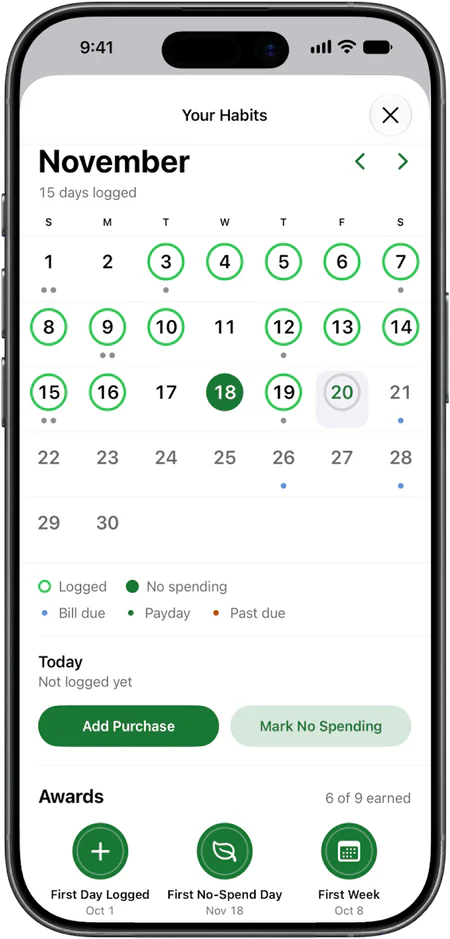 9:41
Your Habits
November
15 days logged
S M T W T F S
1 2 3 4 5 6 7
8 9 10 11 12 13 14
15 16 17 18 19 20 21
22 23 24 25 26 27 28
29 30
Logged No spending
Bill due Payday Past due
Today
Not logged yet
Add Purchase Mark No Spending
Awards 6 of 9 earned
First Day Logged First No-Spend Day First Week
Oct 1 Nov 18 Oct 8